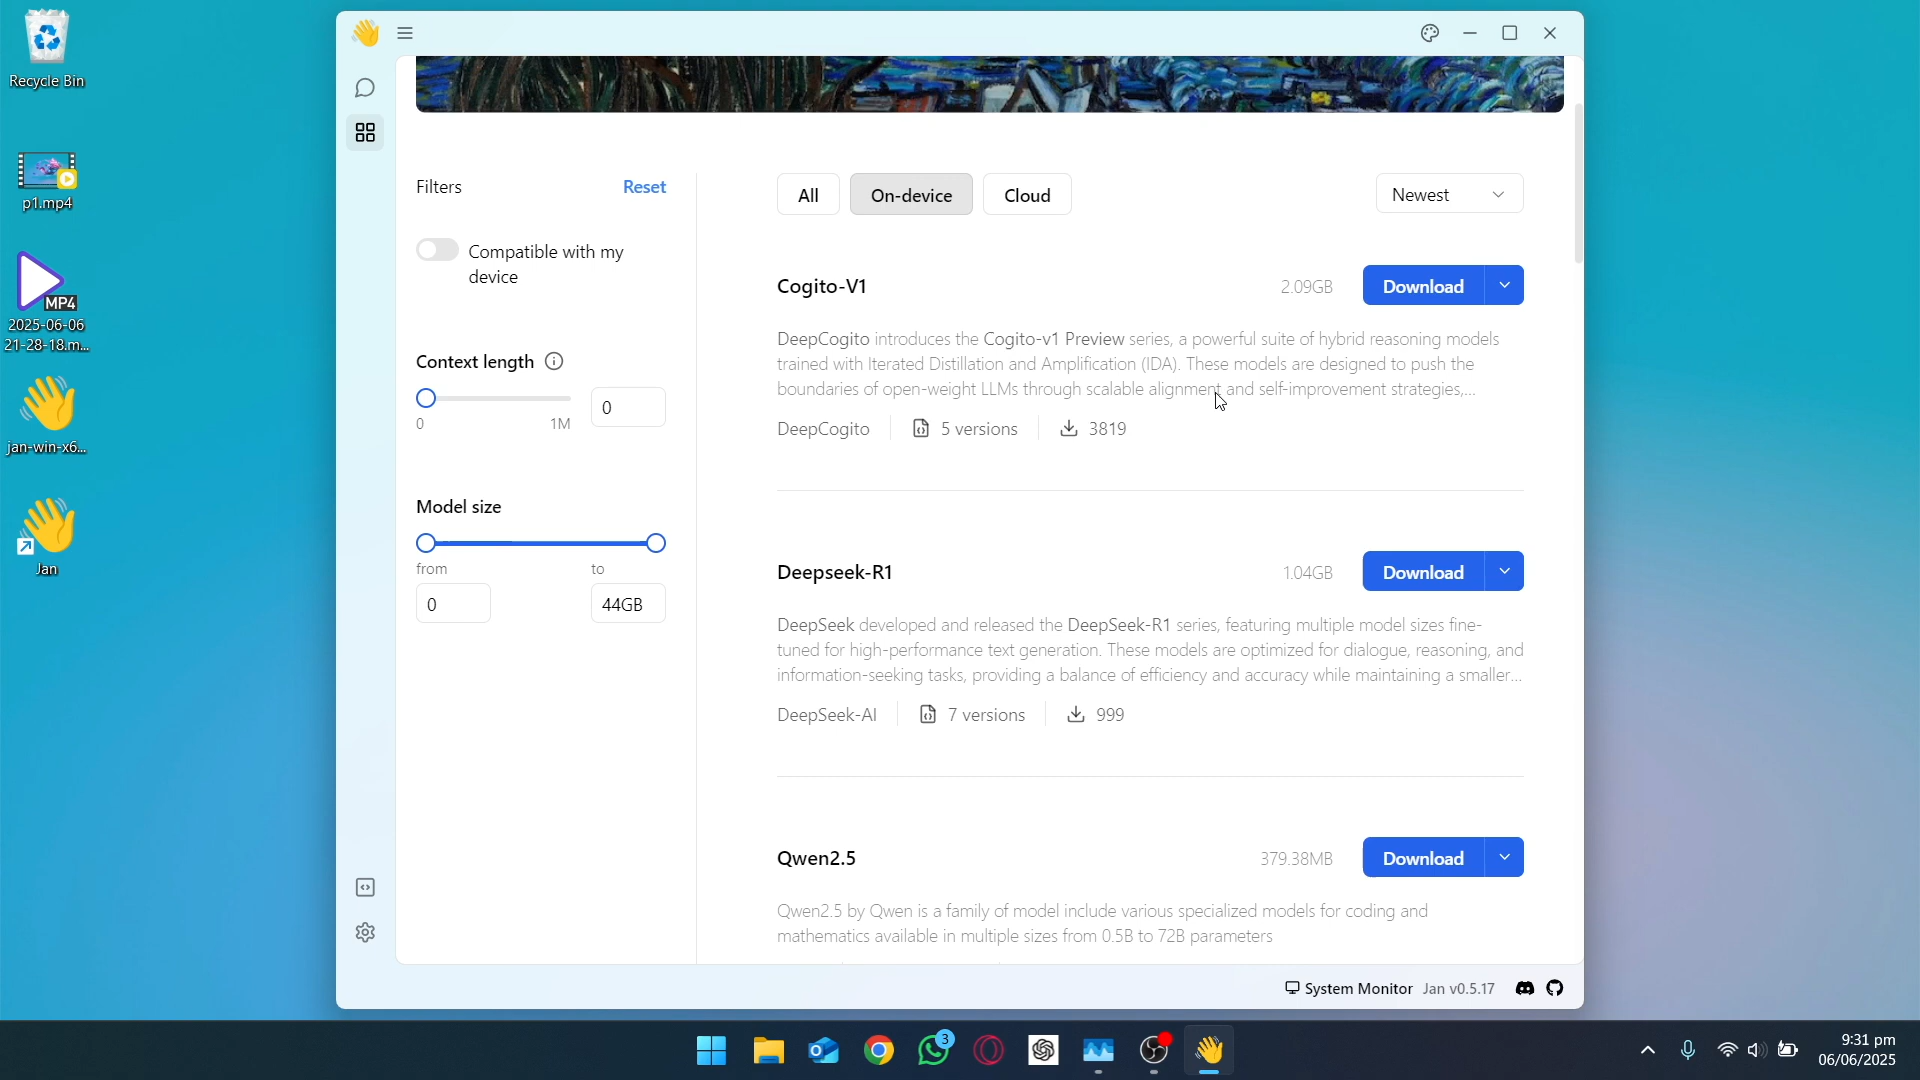 Recycle Bin
p1.mp4
MP4
2025-06-06
21-28-18.m...
jan-win-x6...
Jan
Filters
Reset
Compatible with my
device
Context length
0
0
1M
Model size
from
to
0
44GB
All
On-device
Cloud
Newest
Cogito-V1
2.09GB
Download
DeepCogito introduces the Cogito-v1 Preview series, a powerful suite of hybrid reasoning models
trained with Iterated Distillation and Amplification (IDA). These models are designed to push the
boundaries of open-weight LLMs through scalable alignment and self-improvement strategies,...
DeepCogito
5 versions
3819
Deepseek-R1
1.04GB
Download
DeepSeek developed and released the DeepSeek-R1 series, featuring multiple model sizes fine-
tuned for high-performance text generation. These models are optimized for dialogue, reasoning, and
information-seeking tasks, providing a balance of efficiency and accuracy while maintaining a smaller...
DeepSeek-AI
7 versions
999
Qwen2.5
379.38MB
Download
Qwen2.5 by Qwen is a family of model include various specialized models for coding and
mathematics available in multiple sizes from 0.5B to 72B parameters
System Monitor
Jan v0.5.17
3
9:31 pm
06/06/2025